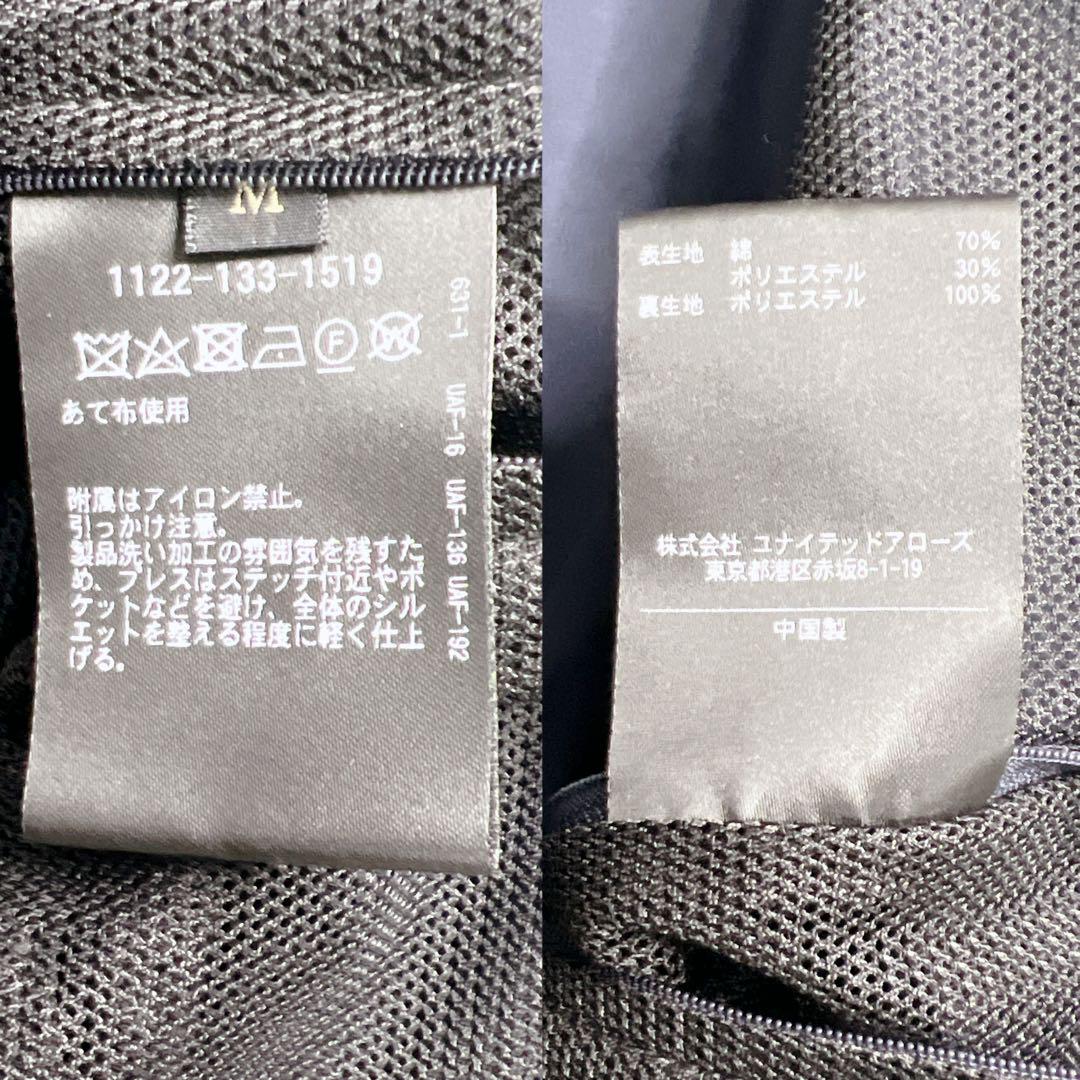 M
1122-133-1519
あて布使用
附属はアイロン禁止。
引っかけ注意。
製品洗い加工の雰囲気を残すた
め、プレスはステッチ付近やポ
ケットなどを避け、全体のシル
エットを整える程度に軽く仕上
げる。
631-1 UAF-16 UAF-136 UAF-192
表生地 綿 70%
ポリエステル 30%
裏生地 ポリエステル 100%
株式会社 ユナイテッドアローズ
東京都港区赤坂8-1-19
中国製